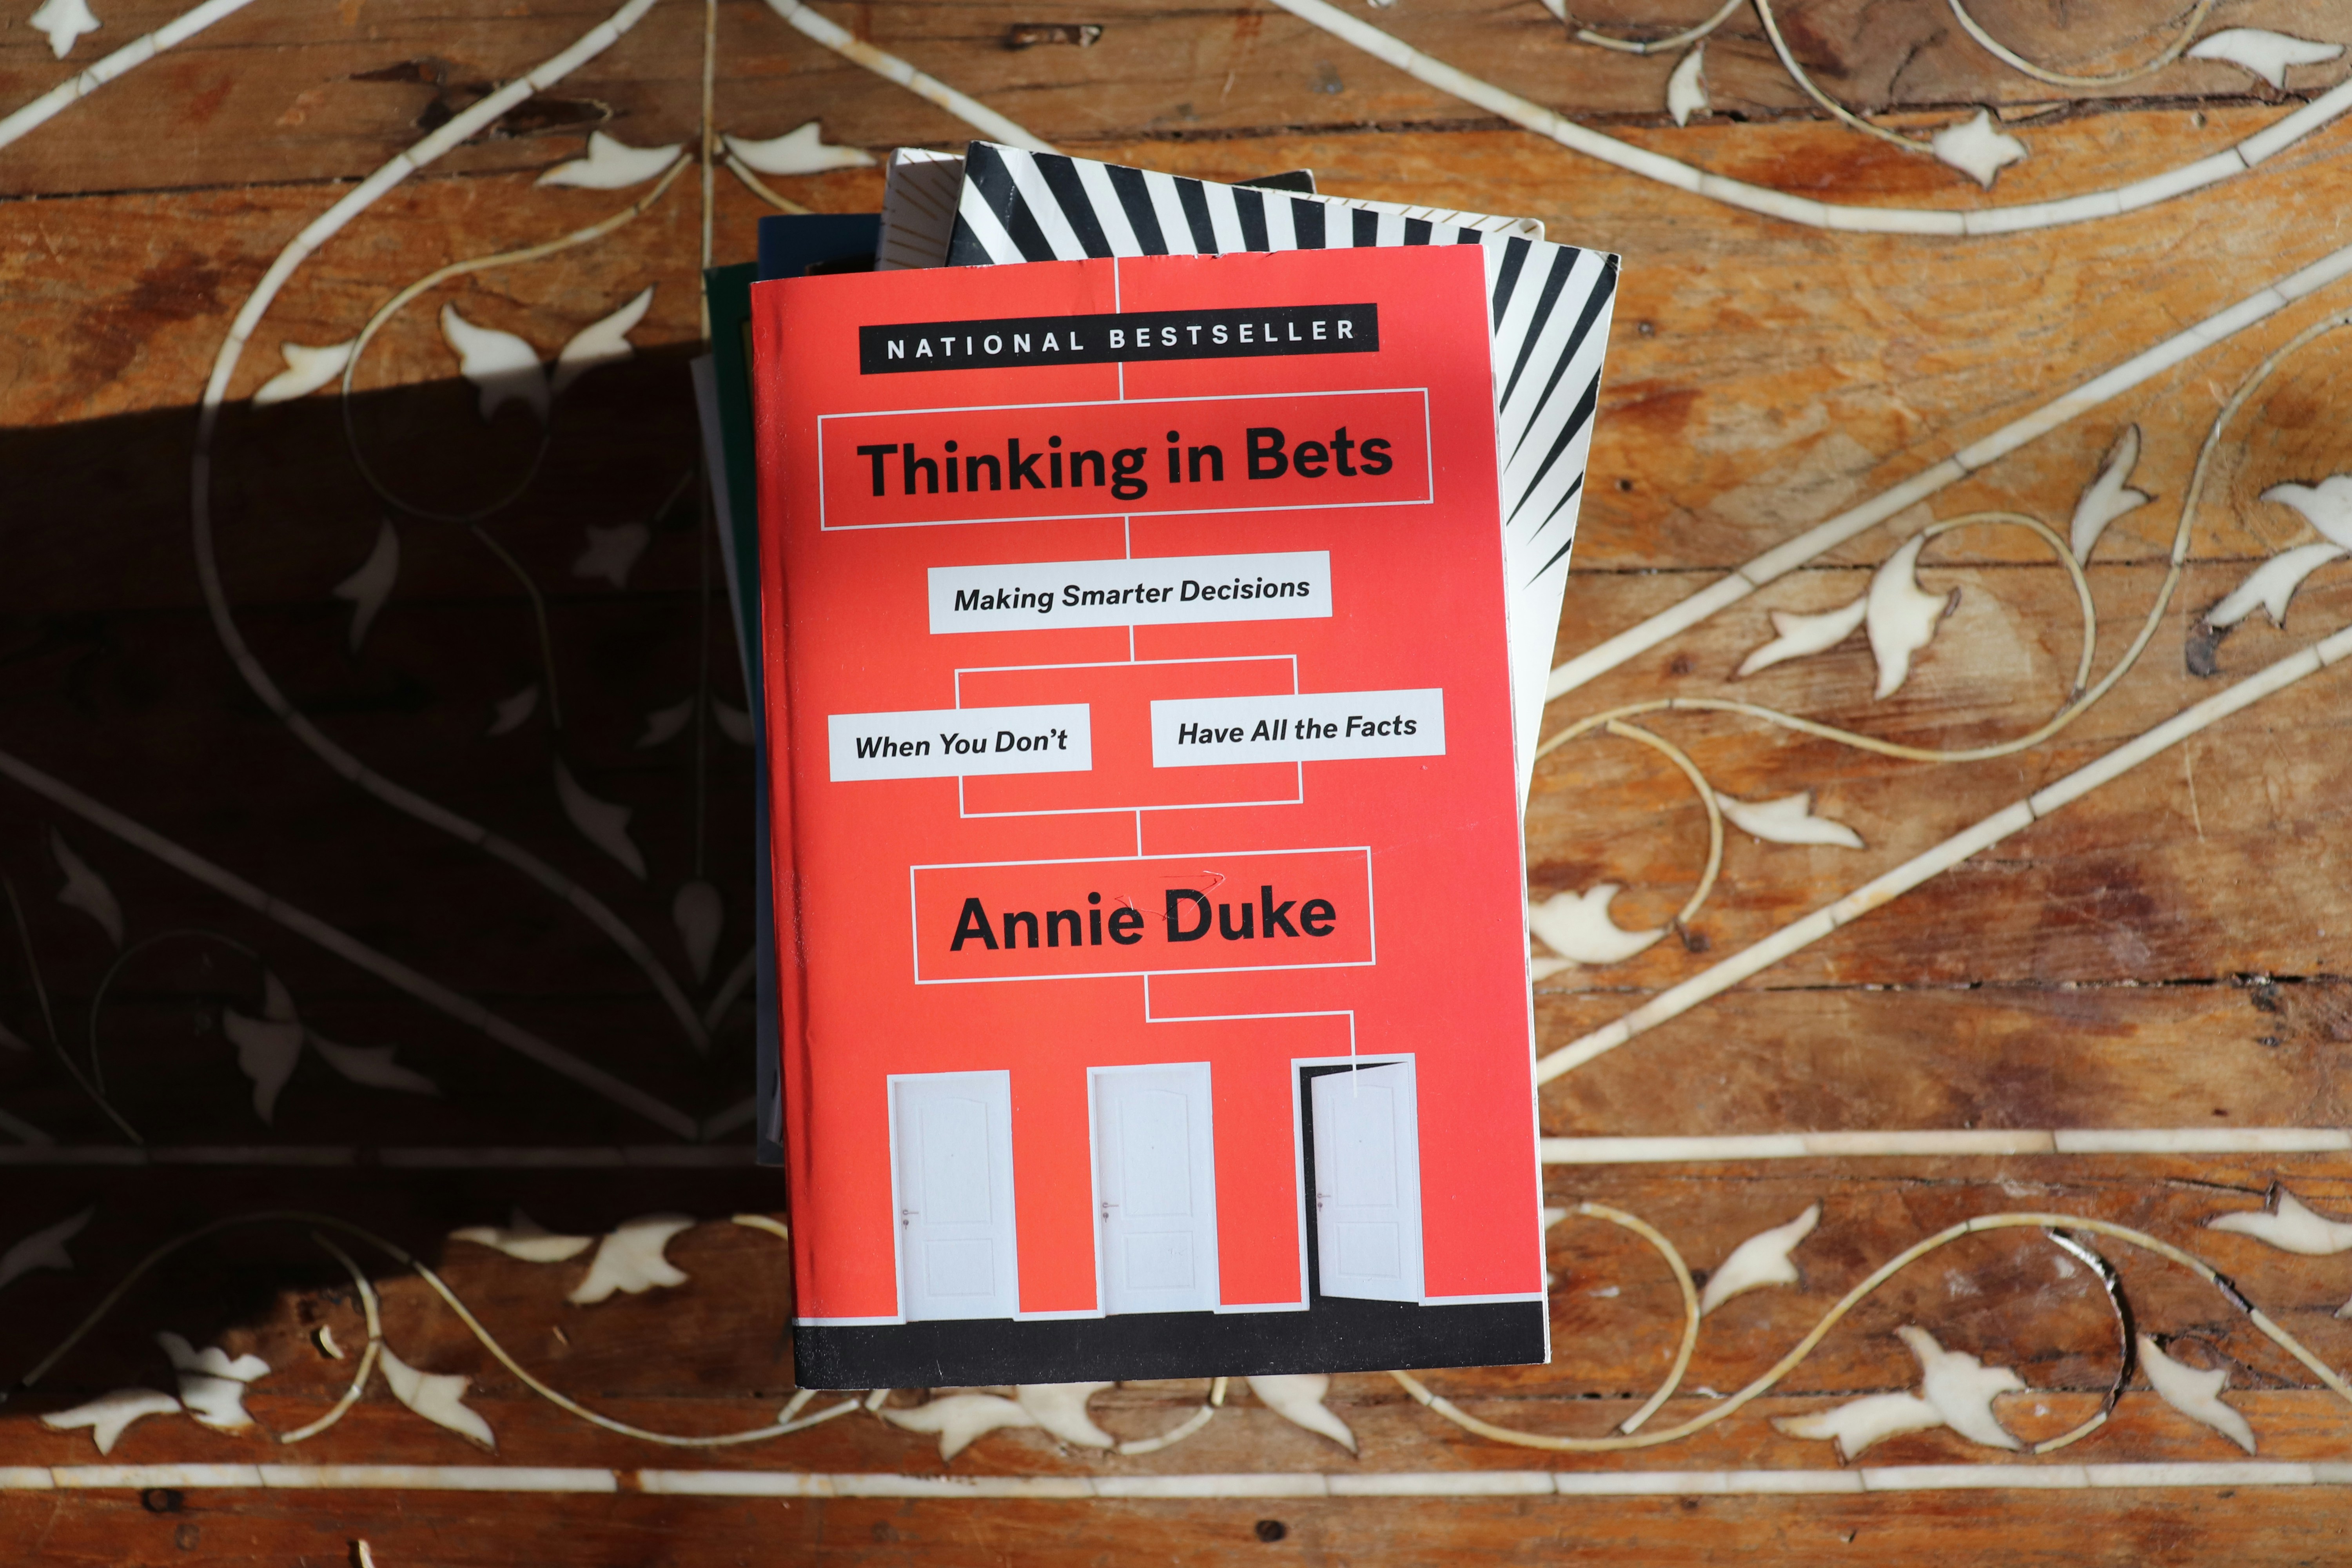 NATIONAL BESTSELLER
Thinking in Bets
Making Smarter Decisions
When You Don't
Have All the Facts
Annie Duke